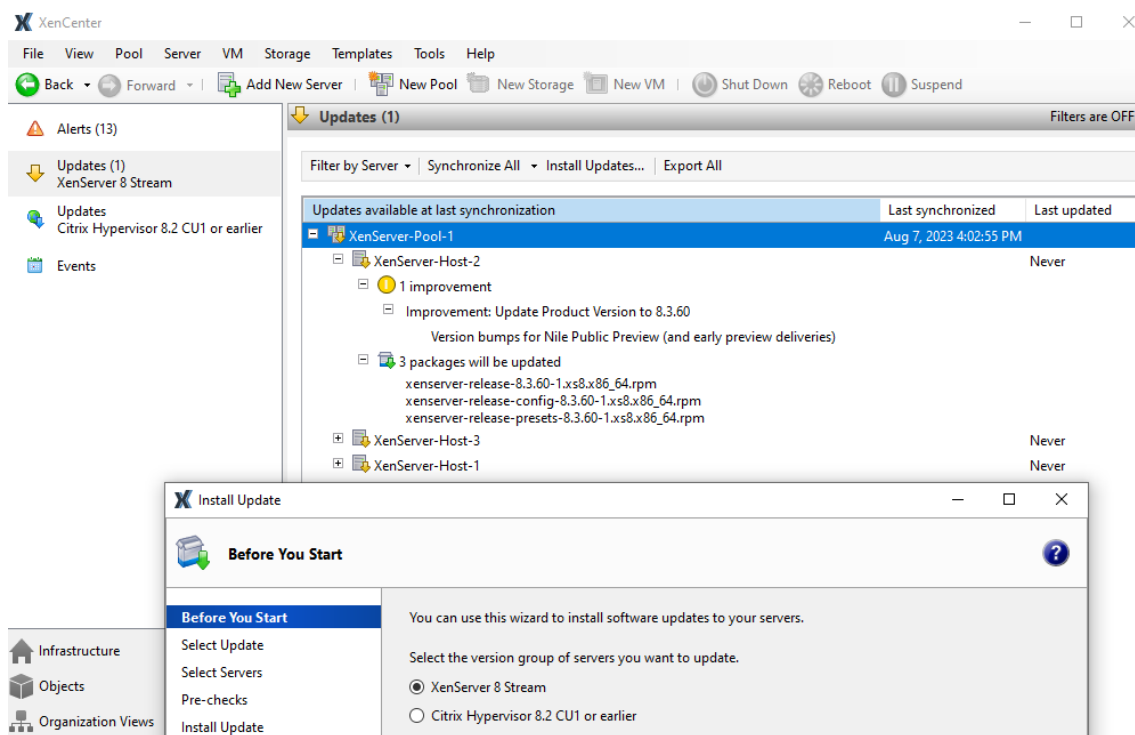 XenCenter
File View Pool Server VM Storage Templates Tools Help
Back Forward Add New Server New Pool New Storage New VM Shut Down Reboot Suspend
Alerts (13)
Updates (1)
XenServer 8 Stream
Updates
Citrix Hypervisor 8.2 CU1 or earlier
Events
Updates (1) Filters are OFF
Filter by Server Synchronize All Install Updates... Export All
Updates available at last synchronization Last synchronized Last updated
XenServer-Pool-1 Aug 7, 2023 4:02:55 PM
XenServer-Host-2 Never
1 improvement
Improvement: Update Product Version to 8.3.60
Version bumps for Nile Public Preview (and early preview deliveries)
3 packages will be updated
xenserver-release-8.3.60-1.xs8.x86_64.rpm
xenserver-release-config-8.3.60-1.xs8.x86_64.rpm
xenserver-release-presets-8.3.60-1.xs8.x86_64.rpm
XenServer-Host-3 Never
XenServer-Host-1 Never
Install Update
Before You Start
Before You Start
Select Update
Select Servers
Pre-checks
Install Update
You can use this wizard to install software updates to your servers.
Select the version group of servers you want to update.
XenServer 8 Stream
Citrix Hypervisor 8.2 CU1 or earlier
Infrastructure
Objects
Organization Views